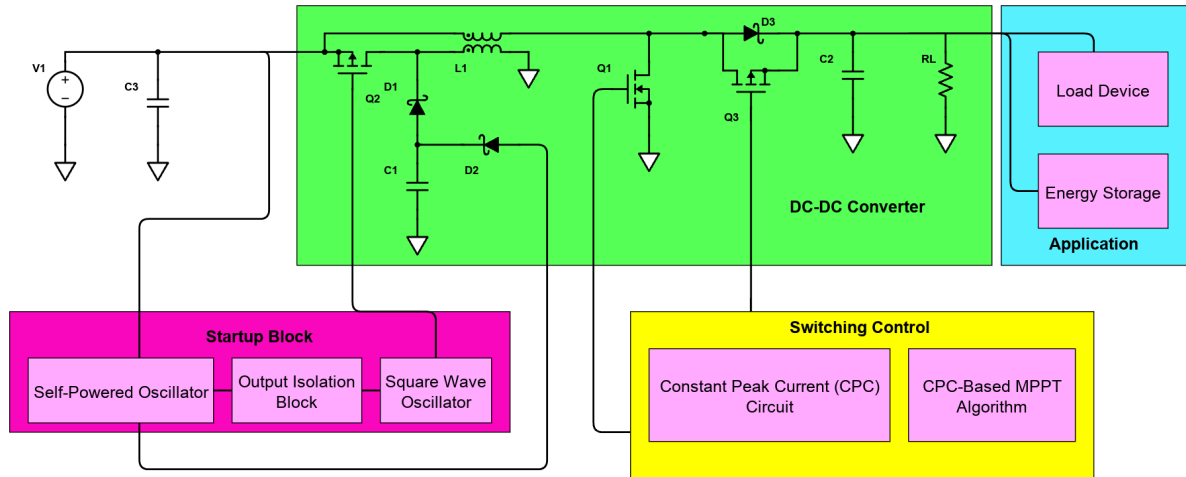 V1
C3
Q2
D1
L1
C1
D2
Q1
D3
Q3
C2
RL
DC-DC Converter
Load Device
Energy Storage
Application
Startup Block
Self-Powered Oscillator
Output Isolation
Block
Square Wave
Oscillator
Switching Control
Constant Peak Current (CPC)
Circuit
CPC-Based MPPT
Algorithm